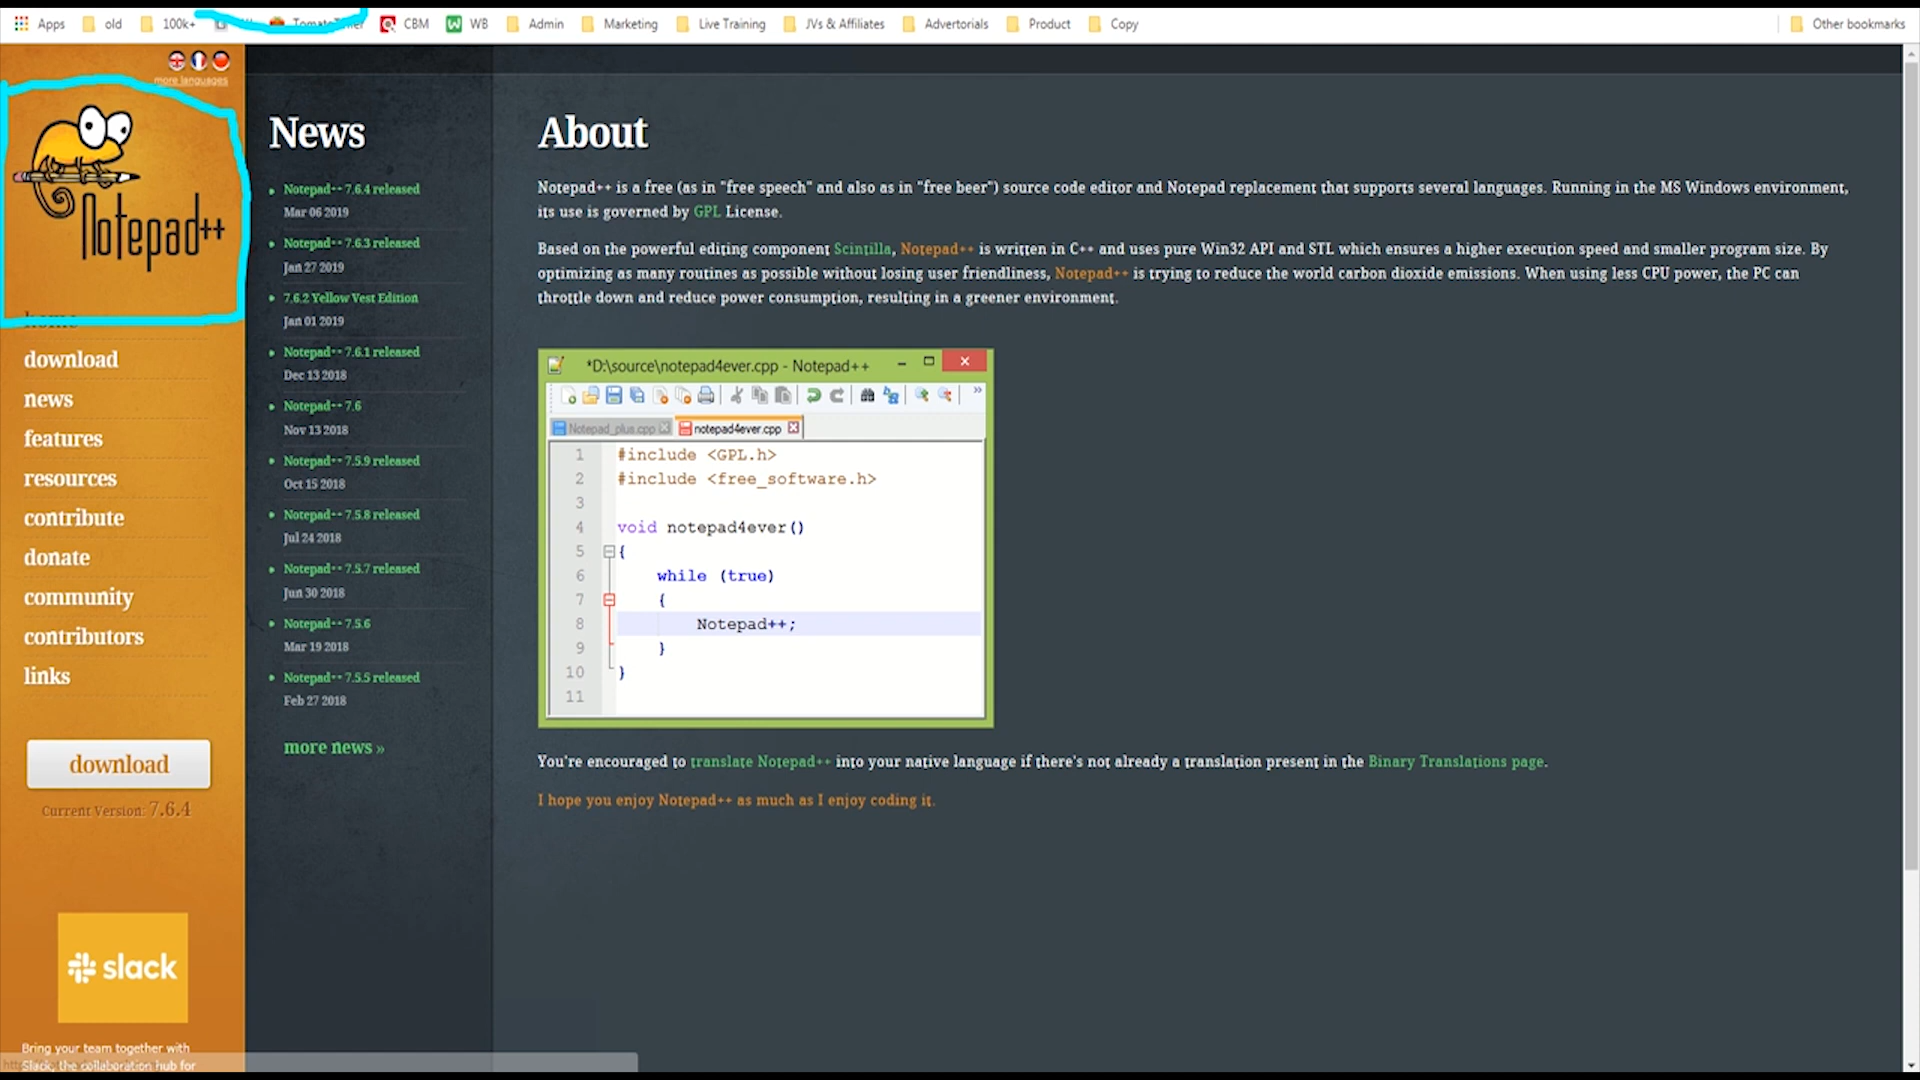 Apps old 100k+ CBM WB Admin Marketing Live Training JVs & Affiliates Advertorials Product Copy Other bookmarks
more languages
Notepad++
download
news
features
resources
contribute
donate
community
contributors
links
download
Current Version: 7.6.4
slack
Bring your team together with
Slack, the collaboration hub for
News
Notepad++ 7.6.4 released
Mar 06 2019
Notepad++ 7.6.3 released
Jan 27 2019
7.6.2 Yellow Vest Edition
Jan 01 2019
Notepad++ 7.6.1 released
Dec 13 2018
Notepad++ 7.6
Nov 13 2018
Notepad++ 7.5.9 released
Oct 15 2018
Notepad++ 7.5.8 released
Jul 24 2018
Notepad++ 7.5.7 released
Jun 30 2018
Notepad++ 7.5.6
Mar 19 2018
Notepad++ 7.5.5 released
Feb 27 2018
more news »
About
Notepad++ is a free (as in "free speech" and also as in "free beer") source code editor and Notepad replacement that supports several languages. Running in the MS Windows environment,
its use is governed by GPL License.
Based on the powerful editing component Scintilla, Notepad++ is written in C++ and uses pure Win32 API and STL which ensures a higher execution speed and smaller program size. By
optimizing as many routines as possible without losing user friendliness, Notepad++ is trying to reduce the world carbon dioxide emissions. When using less CPU power, the PC can
throttle down and reduce power consumption, resulting in a greener environment.
*D:\source\notepad4ever.cpp - Notepad++
Notepad_plus.cpp notepad4ever.cpp
1 #include <GPL.h>
2 #include <free_software.h>
3
4 void notepad4ever()
5 {
6 while (true)
7 {
8 Notepad++;
9 }
10 }
11
You're encouraged to translate Notepad++ into your native language if there's not already a translation present in the Binary Translations page.
I hope you enjoy Notepad++ as much as I enjoy coding it.